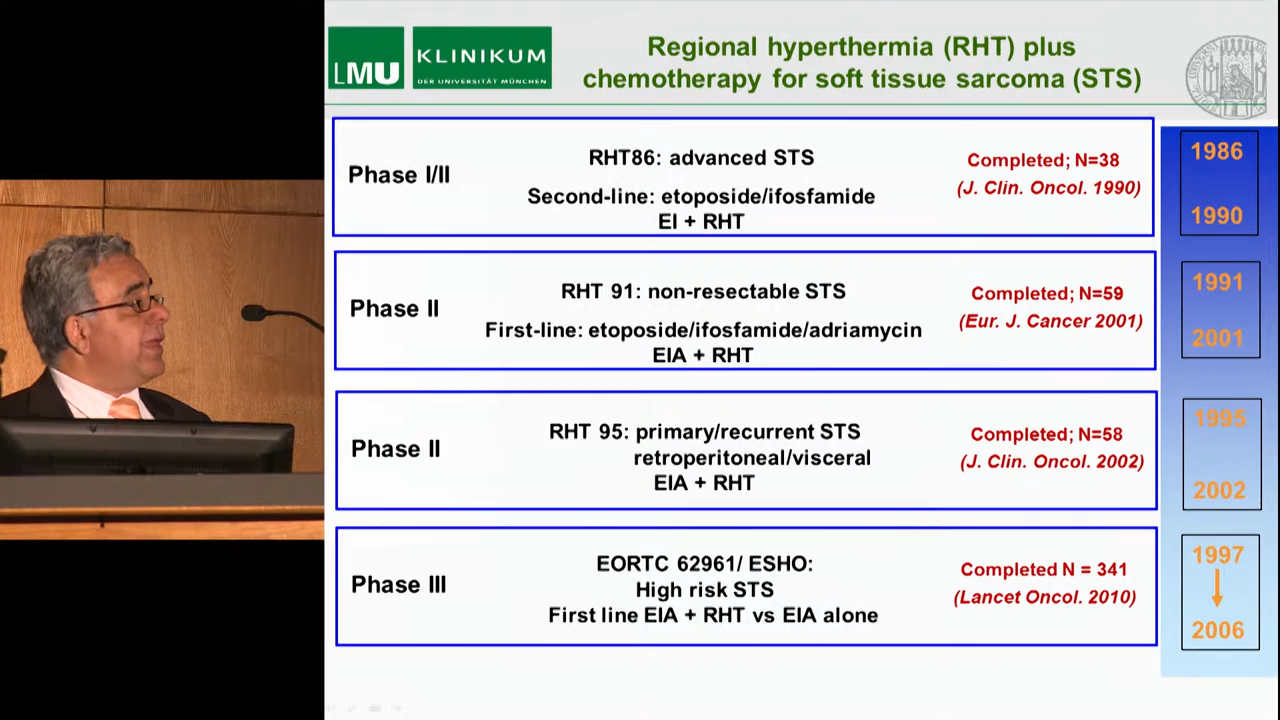 LMU
KLINIKUM
DER UNIVERSITÄT MÜNCHEN
Regional hyperthermia (RHT) plus
chemotherapy for soft tissue sarcoma (STS)
Phase I/II
RHT86: advanced STS
Second-line: etoposide/ifosfamide
EI + RHT
Completed; N=38
(J. Clin. Oncol. 1990)
1986
1990
Phase II
RHT 91: non-resectable STS
First-line: etoposide/ifosfamide/adriamycin
EIA + RHT
Completed; N=59
(Eur. J. Cancer 2001)
1991
2001
Phase II
RHT 95: primary/recurrent STS
retroperitoneal/visceral
EIA + RHT
Completed; N=58
(J. Clin. Oncol. 2002)
1995
2002
Phase III
EORTC 62961/ ESHO:
High risk STS
First line EIA + RHT vs EIA alone
Completed N = 341
(Lancet Oncol. 2010)
1997
2006